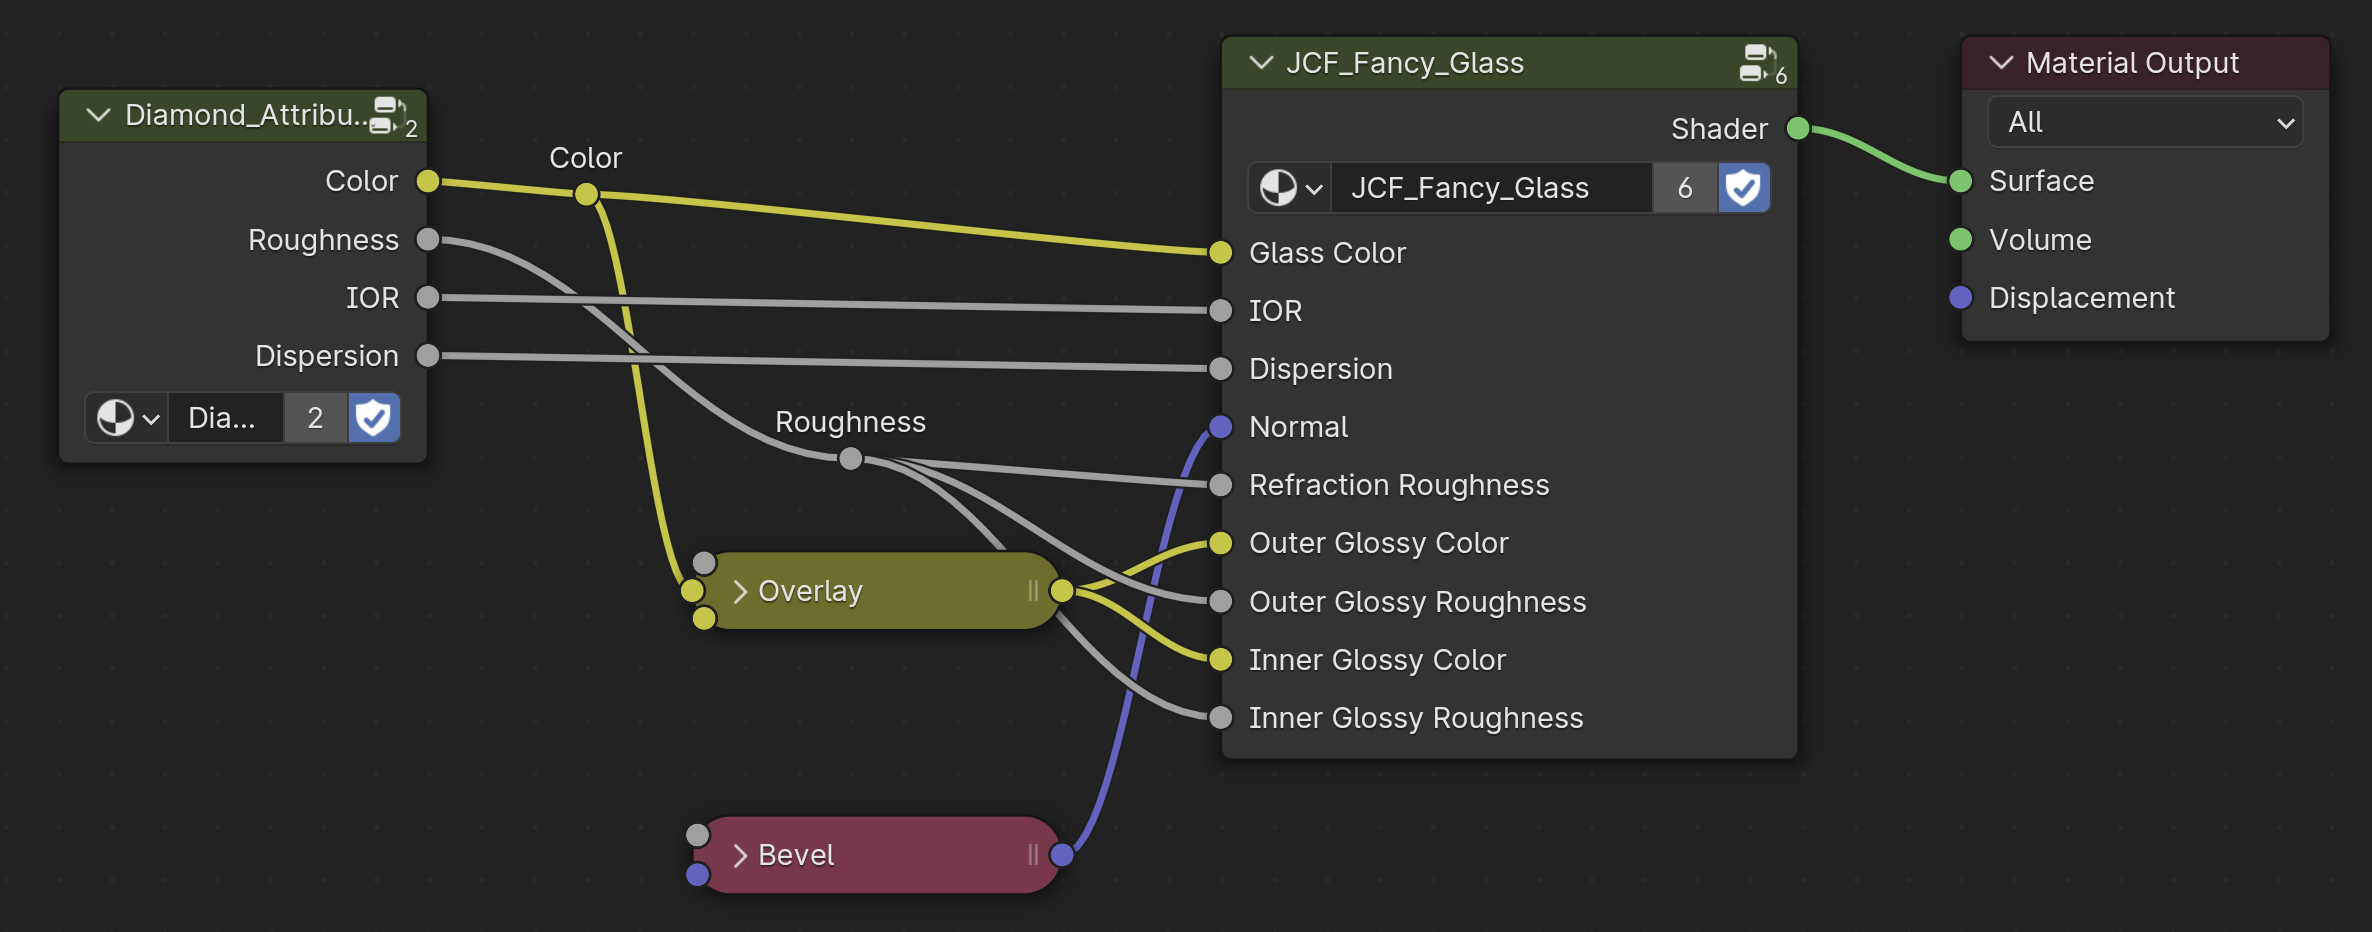 Diamond_Attribu.. 2
Color
Roughness
IOR
Dispersion
Dia... 2
Color
Roughness
Overlay
Bevel
JCF_Fancy_Glass 6
Shader
JCF_Fancy_Glass 6
Glass Color
IOR
Dispersion
Normal
Refraction Roughness
Outer Glossy Color
Outer Glossy Roughness
Inner Glossy Color
Inner Glossy Roughness
Material Output
All
Surface
Volume
Displacement